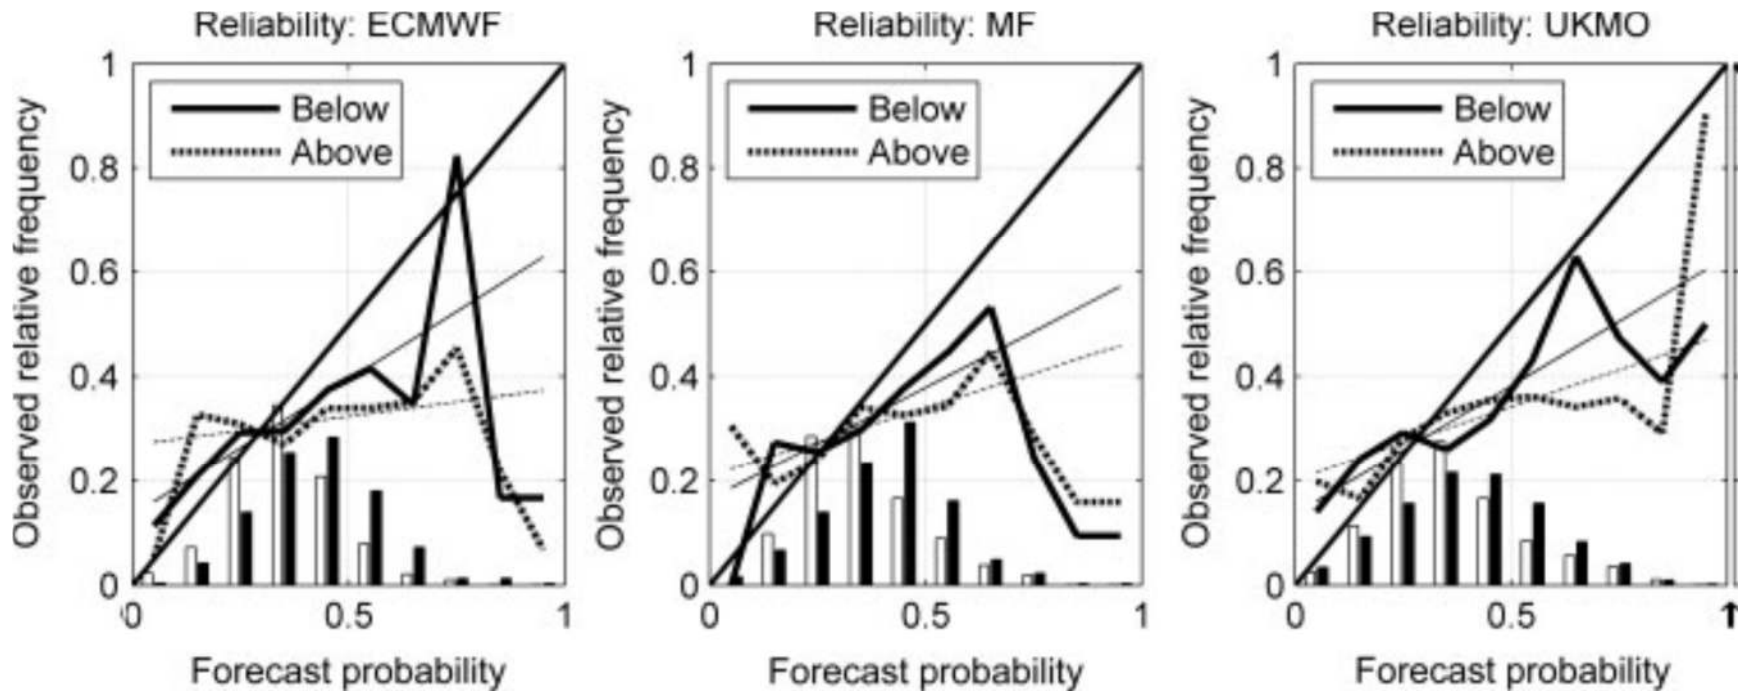 Reliability: ECMWF
1
0.8
0.6
0.4
0.2
0
0
0.5
1
Observed relative frequency
Forecast probability
Below
Above
Reliability: MF
1
0.8
0.6
0.4
0.2
0
0
0.5
1
Observed relative frequency
Forecast probability
Below
Above
Reliability: UKMO
1
0.8
0.6
0.4
0.2
0
0
0.5
1
Observed relative frequency
Forecast probability
Below
Above